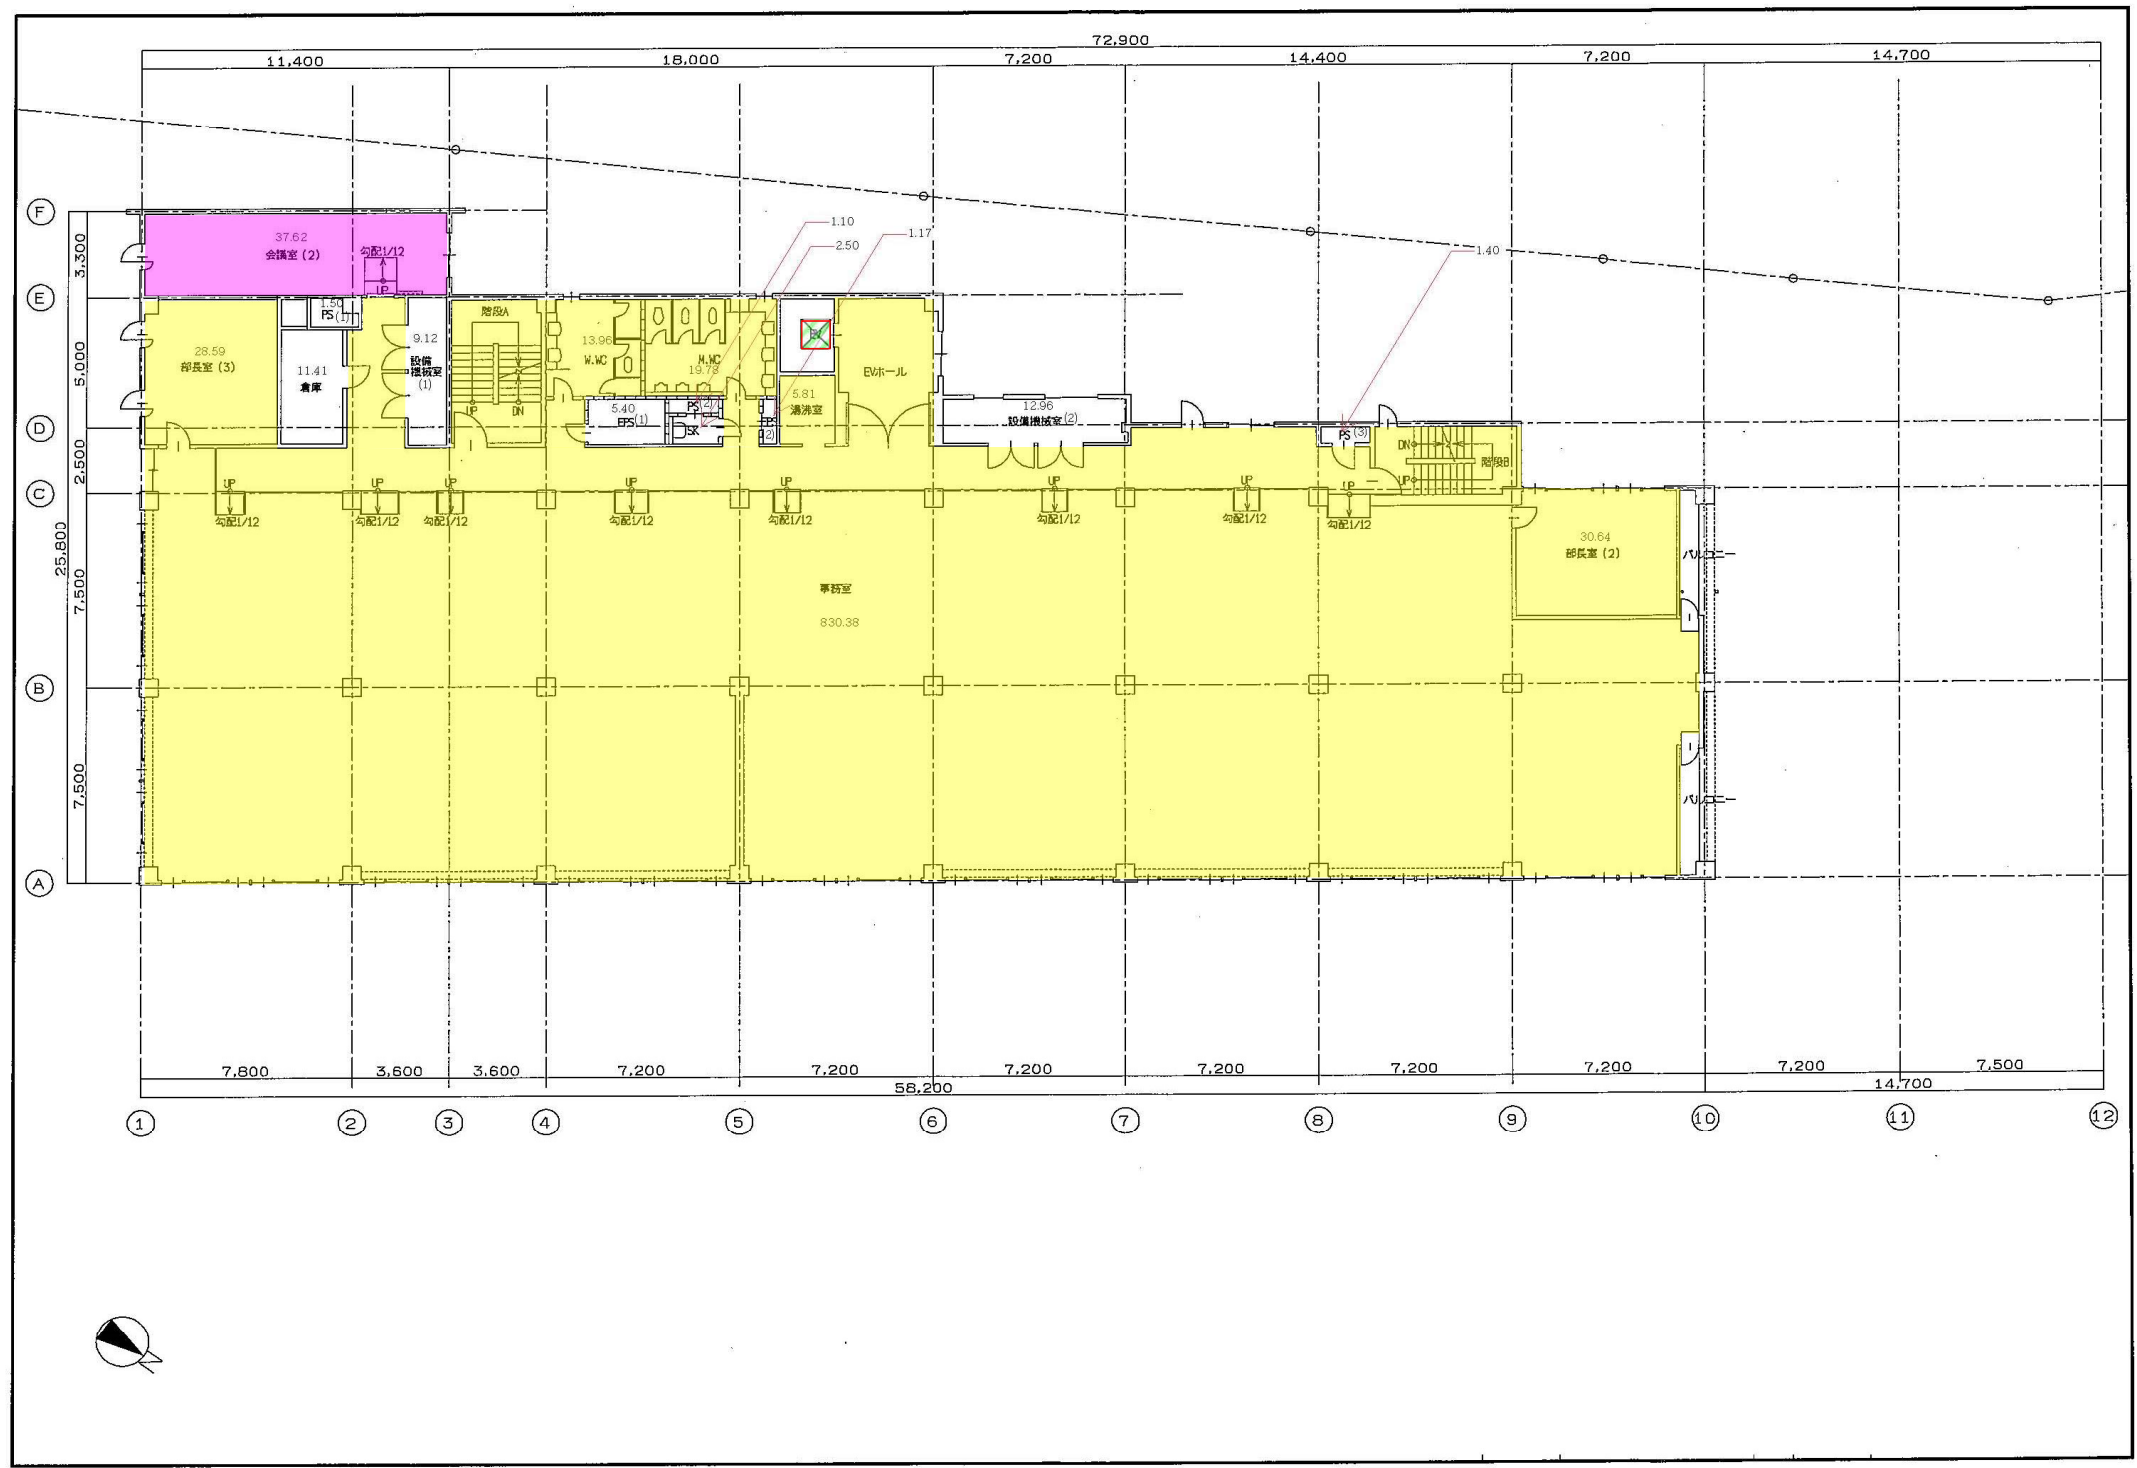 72,900
11,400
18,000
7,200
14,400
7,200
14,700
F
E
D
C
B
A
3,300
5,000
2,500
25,800
7,500
7,500
37.62
会議室(2)
勾配1/12
UP
1.10
2.50
1.17
1.40
1.50
PS(1)
28.59
部長室(3)
11.41
倉庫
9.12
設備
機械室
(1)
階段A
UP
DN
13.96
W.WC
M.WC
19.78
5.40
EPS(1)
PS
(2)
SK
5.81
湯沸室
(2)
EVホール
12.96
設備機械室(2)
PS(3)
DN
階段B
UP
UP
勾配1/12
UP
勾配1/12
UP
勾配1/12
UP
勾配1/12
UP
勾配1/12
UP
勾配1/12
UP
勾配1/12
UP
勾配1/12
30.64
部長室(2)
バルコニー
事務室
830.38
バルコニー
7,800
3,600
3,600
7,200
7,200
7,200
7,200
7,200
7,200
7,200
7,500
58,200
14,700
1
2
3
4
5
6
7
8
9
10
11
12